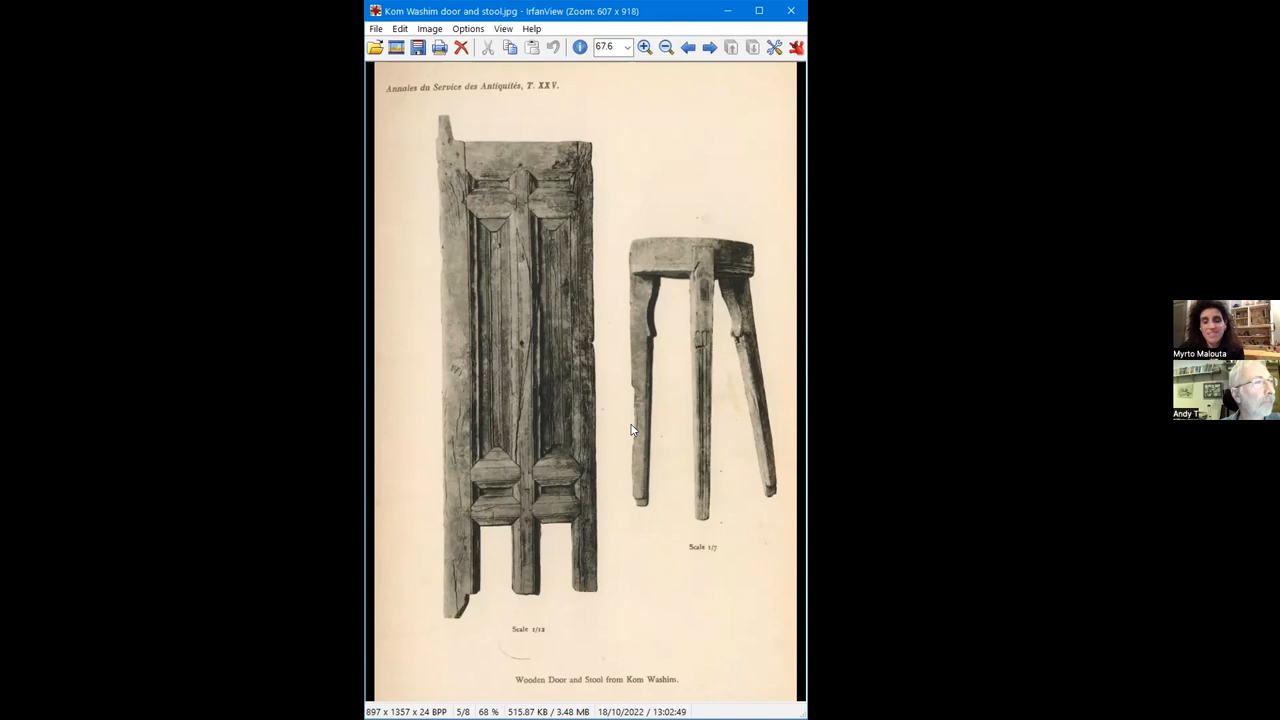 Kom Washim door and stool.jpg - IrfanView (Zoom: 607 x 918)
File Edit Image Options View Help
67.6
Annales du Service des Antiquités, T. XXV.
Scale 1/7
Scale 1/12
Wooden Door and Stool from Kom Washim.
897 x 1357 x 24 BPP 5/8 68 % 515.87 KB / 3.48 MB 18/10/2022 / 13:02:49
Myrto Malouta
Andy T